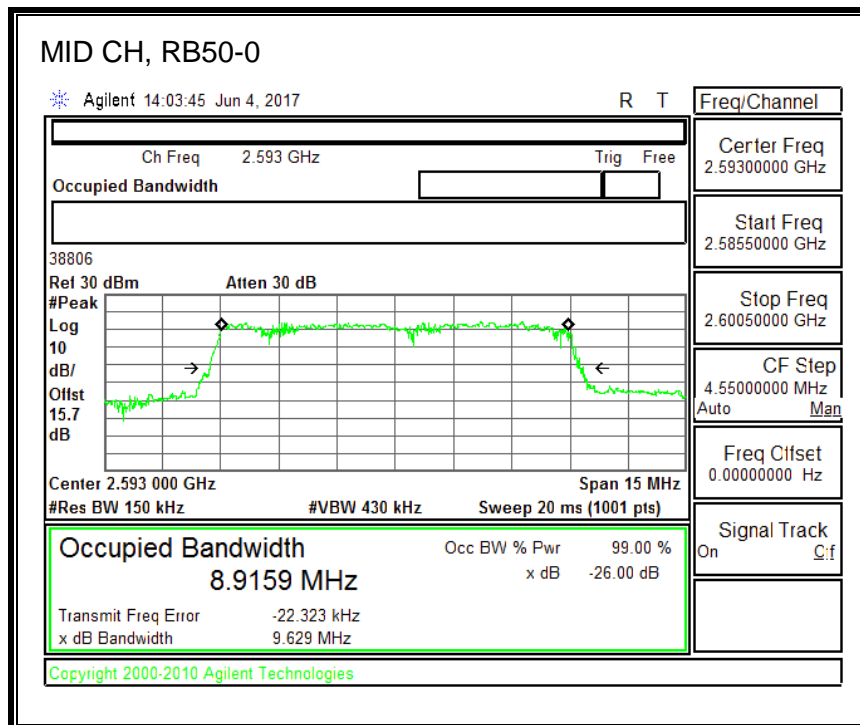 MID CH, RB50-0
Agilent 14:03:45 Jun 4, 2017 R T
Ch Freq 2.593 GHz Trig Free
Occupied Bandwidth
38806
Ref 30 dBm Atten 30 dB
#Peak
Log
10
dB/
Offst
15.7
dB
Center 2.593 000 GHz Span 15 MHz
#Res BW 150 kHz #VBW 430 kHz Sweep 20 ms (1001 pts)
Occupied Bandwidth
8.9159 MHz
Occ BW % Pwr 99.00 %
x dB -26.00 dB
Transmit Freq Error -22.323 kHz
x dB Bandwidth 9.629 MHz
Copyright 2000-2010 Agilent Technologies
Freq/Channel
Center Freq
2.59300000 GHz
Start Freq
2.58550000 GHz
Stop Freq
2.60050000 GHz
CF Step
4.55000000 MHz
Auto Man
Freq Offset
0.00000000 Hz
Signal Track
On Off